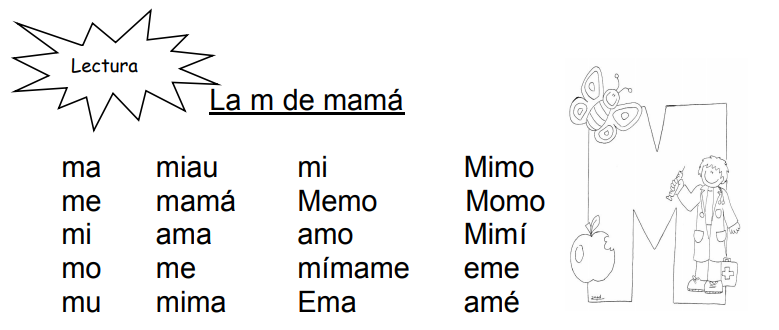 Lectura
La m de mamá
ma miau mi Mimo
me mamá Memo Momo
mi ama amo Mimí
mo me mímame eme
mu mima Ema amé
M